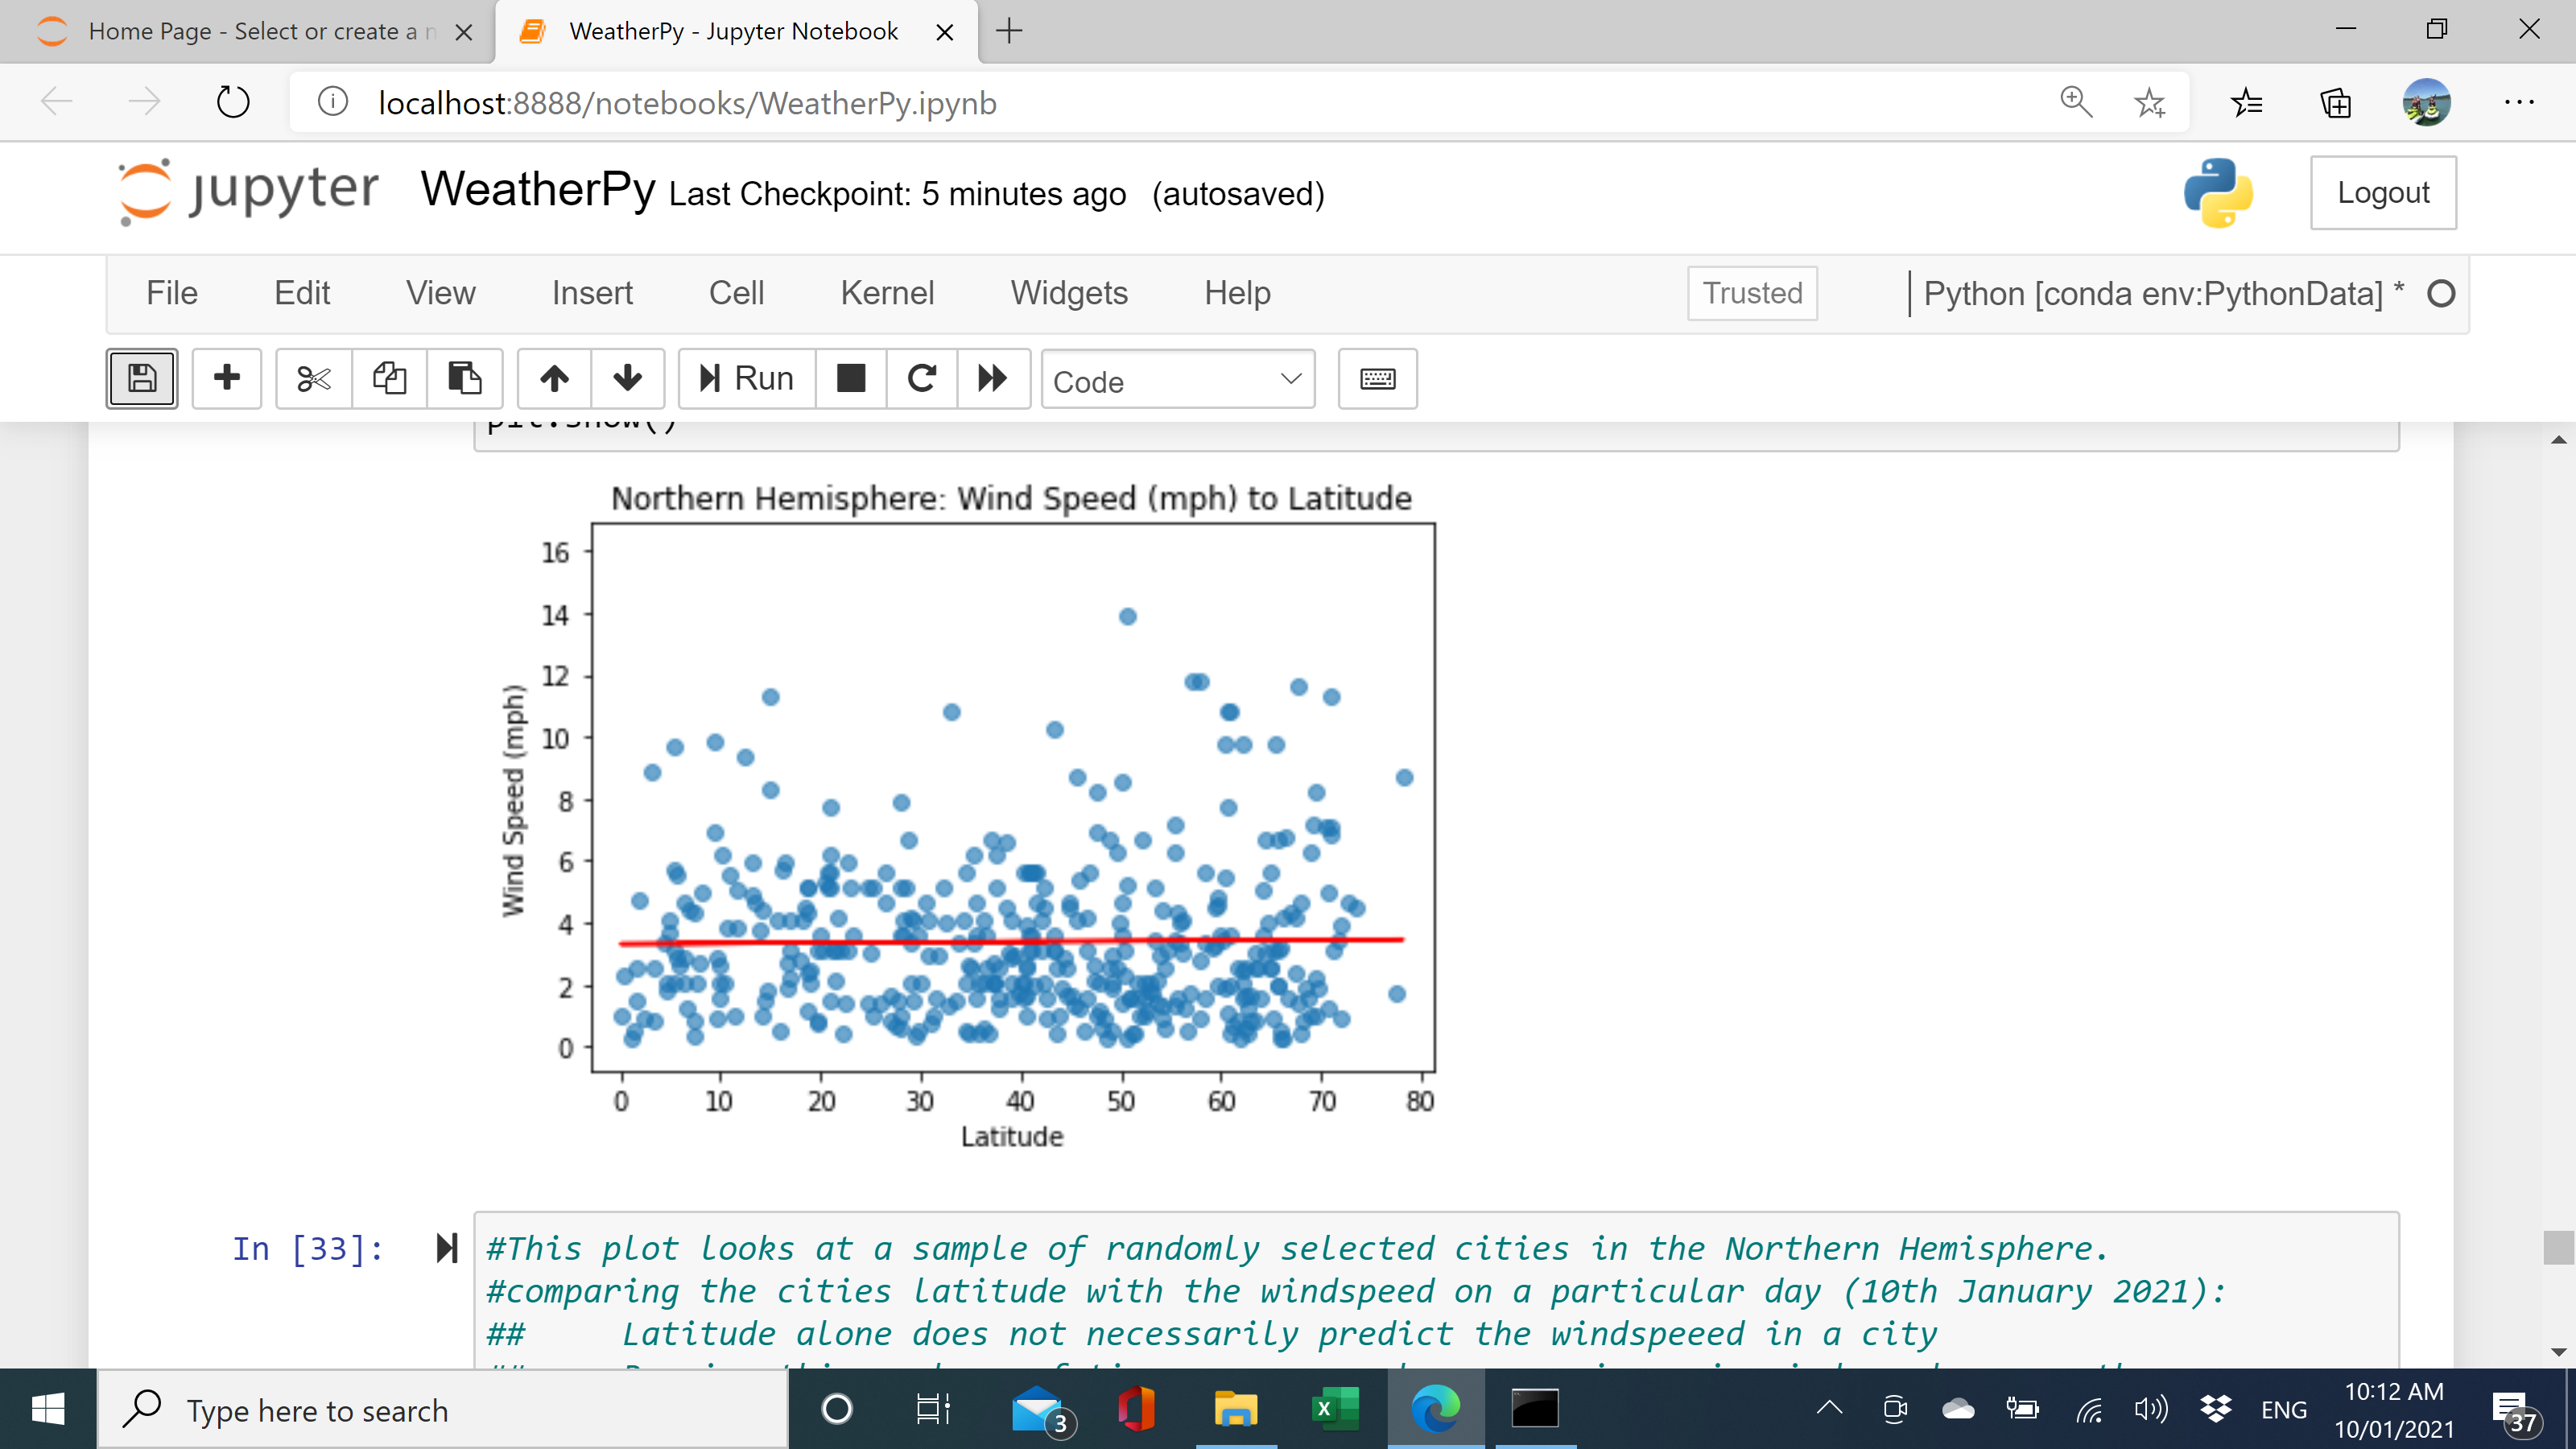 Home Page - Select or create a n
WeatherPy - Jupyter Notebook
localhost:8888/notebooks/WeatherPy.ipynb
jupyter WeatherPy Last Checkpoint: 5 minutes ago (autosaved)
Logout
File Edit View Insert Cell Kernel Widgets Help
Trusted
Python [conda env:PythonData] *
Run
Code
plt.show()
Northern Hemisphere: Wind Speed (mph) to Latitude
16
14
12
10
8
6
4
2
0
Wind Speed (mph)
0 10 20 30 40 50 60 70 80
Latitude
In [33]:
#This plot looks at a sample of randomly selected cities in the Northern Hemisphere.
#comparing the cities latitude with the windspeed on a particular day (10th January 2021):
## Latitude alone does not necessarily predict the windspeeed in a city
Type here to search
3
ENG
10:12 AM
10/01/2021
37